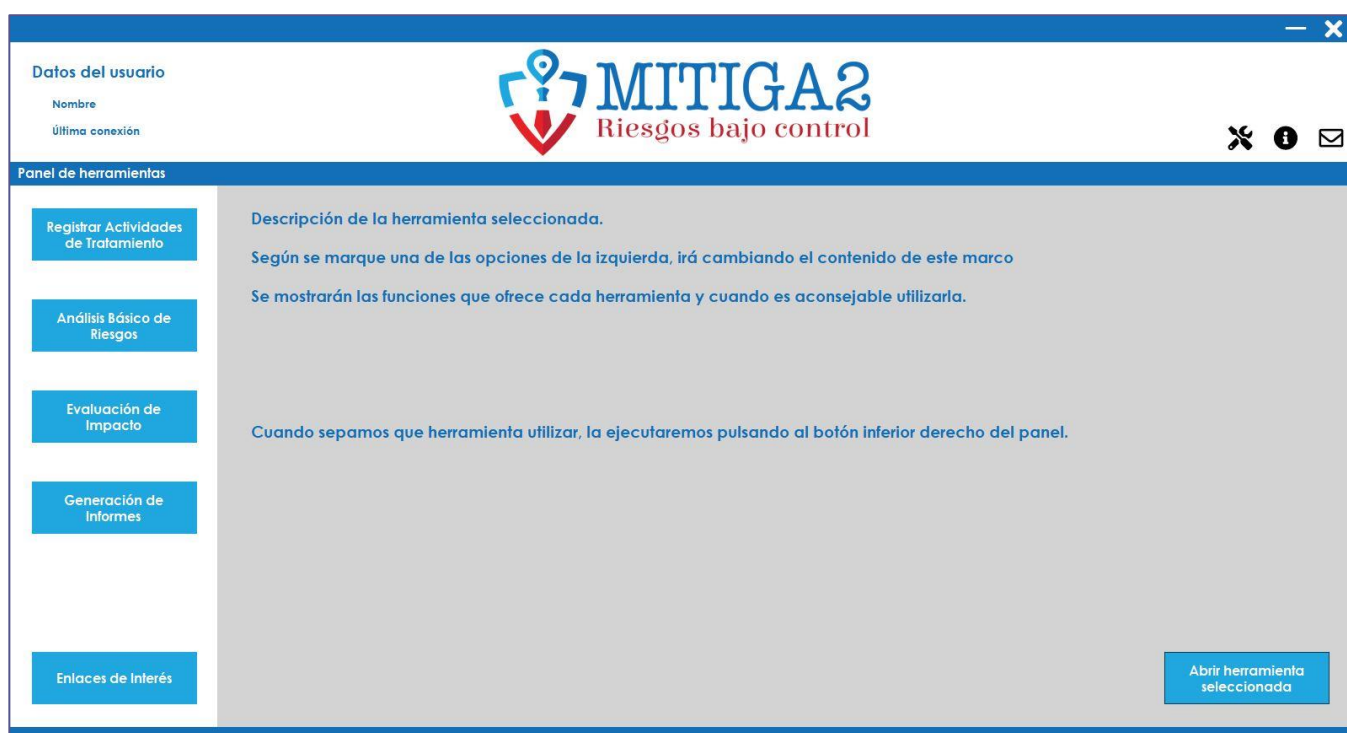 Datos del usuario
Nombre
Última conexión
MITIGA2
Riesgos bajo control
Panel de herramientas
Registrar Actividades
de Tratamiento
Análisis Básico de
Riesgos
Evaluación de
Impacto
Generación de
Informes
Enlaces de Interés
Descripción de la herramienta seleccionada.
Según se marque una de las opciones de la izquierda, irá cambiando el contenido de este marco
Se mostrarán las funciones que ofrece cada herramienta y cuando es aconsejable utilizarla.
Cuando sepamos que herramienta utilizar, la ejecutaremos pulsando al botón inferior derecho del panel.
Abrir herramienta
seleccionada